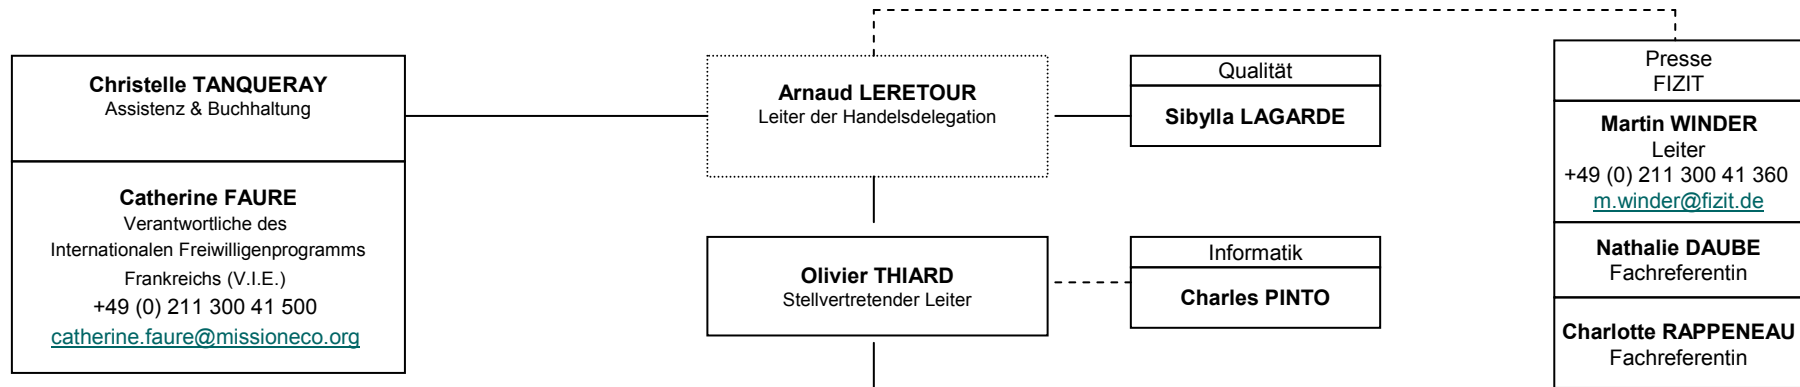 Christelle TANQUERAY
Assistenz & Buchhaltung
Catherine FAURE
Verantwortliche des
Internationalen Freiwilligenprogramms
Frankreichs (V.I.E.)
+49 (0) 211 300 41 500
catherine.faure@missioneco.org
Arnaud LERETOUR
Leiter der Handelsdelegation
Olivier THIARD
Stellvertretender Leiter
Qualität
Sibylla LAGARDE
Informatik
Charles PINTO
Presse
FIZIT
Martin WINDER
Leiter
+49 (0) 211 300 41 360
m.winder@fizit.de
Nathalie DAUBE
Fachreferentin
Charlotte RAPPENEAU
Fachreferentin